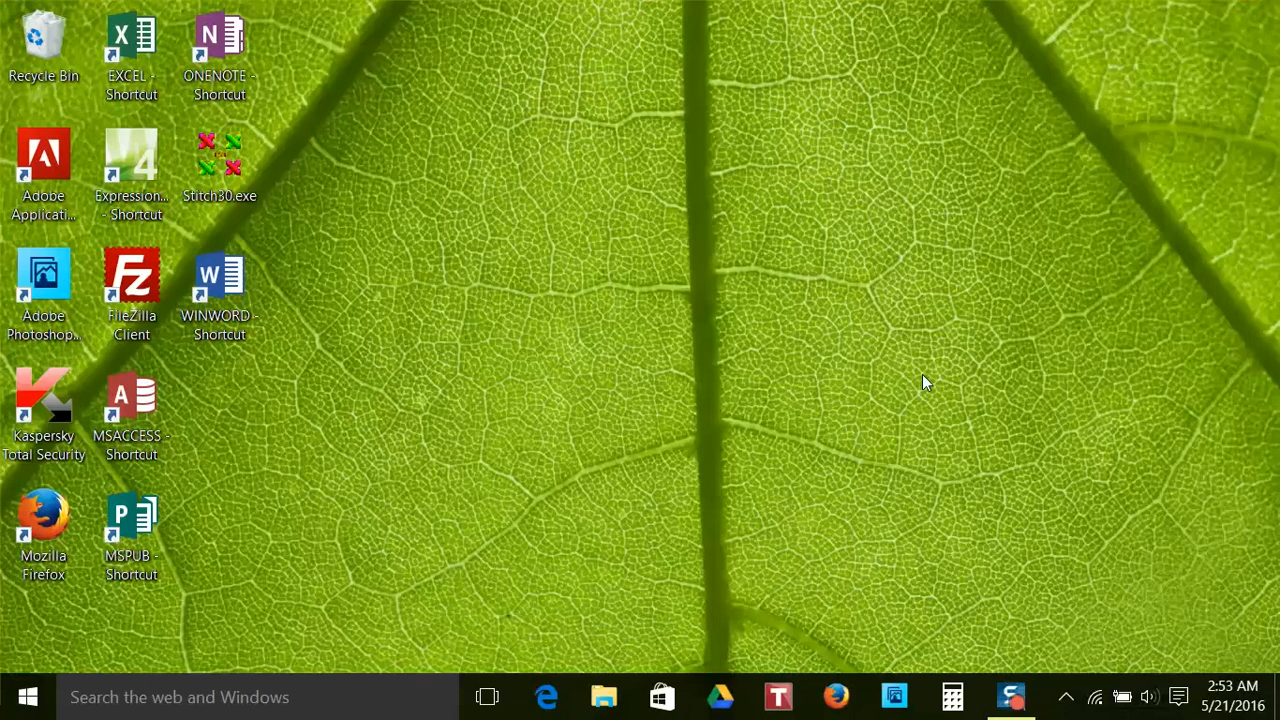 Recycle Bin
EXCEL -
Shortcut
ONENOTE -
Shortcut
Adobe
Applicati...
Expression...
- Shortcut
Stitch30.exe
Adobe
Photoshop...
FileZilla
Client
WINWORD -
Shortcut
Kaspersky
Total Security
MSACCESS -
Shortcut
Mozilla
Firefox
MSPUB -
Shortcut
Search the web and Windows
2:53 AM
5/21/2016